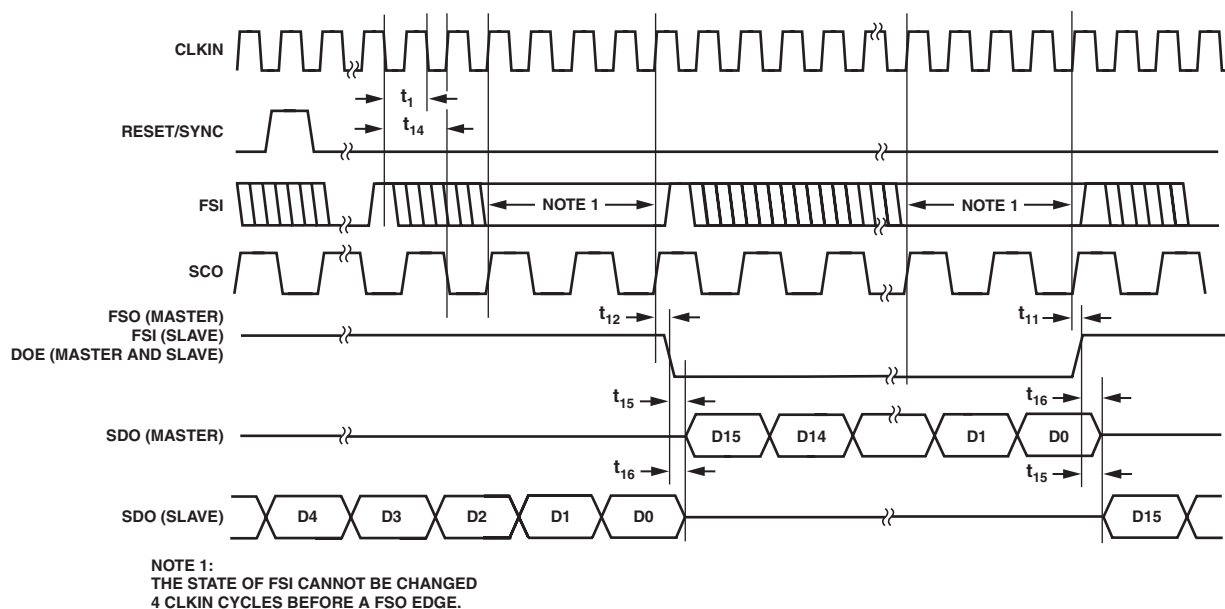 CLKIN
t1
RESET/SYNC
t14
FSI
NOTE 1
NOTE 1
SCO
FSO (MASTER)
FSI (SLAVE)
DOE (MASTER AND SLAVE)
t12
t11
t15
t16
SDO (MASTER)
D15
D14
D1
D0
t16
t15
SDO (SLAVE)
D4
D3
D2
D1
D0
D15
NOTE 1:
THE STATE OF FSI CANNOT BE CHANGED
4 CLKIN CYCLES BEFORE A FSO EDGE.